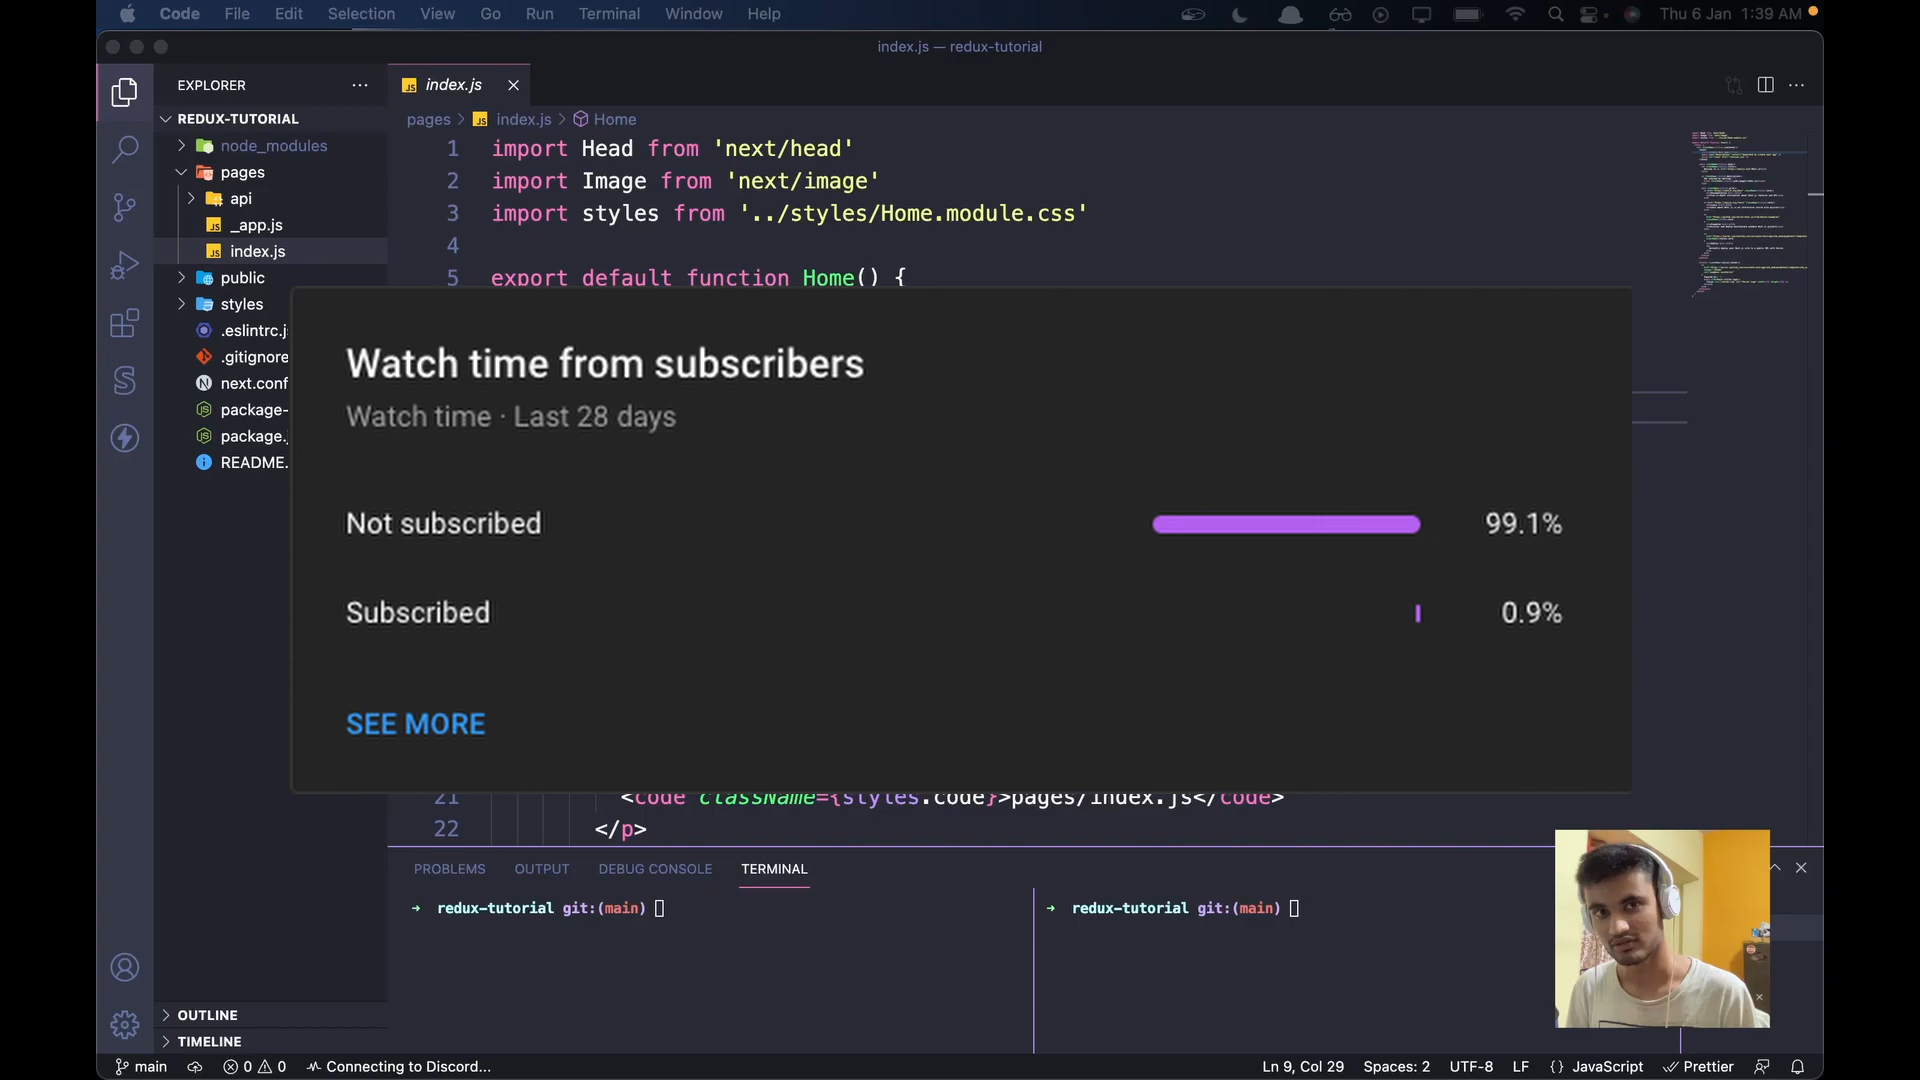 Code File Edit Selection View Go Run Terminal Window Help Thu 6 Jan 1:39 AM
index.js — redux-tutorial
EXPLORER
index.js
REDUX-TUTORIAL
pages > index.js > Home
node_modules
pages
api
_app.js
index.js
public
styles
.eslintrc.j
.gitignore
next.conf
package-
package.j
README.
1 import Head from 'next/head'
2 import Image from 'next/image'
3 import styles from '../styles/Home.module.css'
4
5 export default function Home() {
Watch time from subscribers
Watch time · Last 28 days
Not subscribed 99.1%
Subscribed 0.9%
SEE MORE
21 <code className={styles.code}>pages/index.js</code>
22 </p>
PROBLEMS OUTPUT DEBUG CONSOLE TERMINAL
→ redux-tutorial git:(main)
→ redux-tutorial git:(main)
OUTLINE
TIMELINE
main 0 0 Connecting to Discord... Ln 9, Col 29 Spaces: 2 UTF-8 LF {} JavaScript Prettier